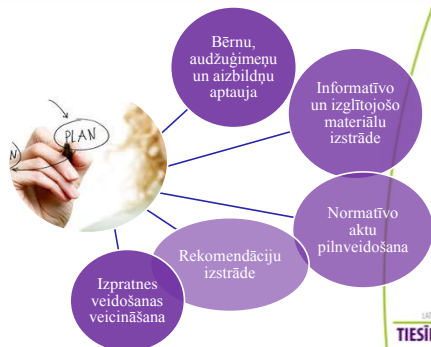 Bērnu,
audžuģimeņu
un aizbildņu
aptauja
Informatīvo
un izglītojošo
materiālu
izstrāde
PLAN
Normatīvo
aktu
pilnveidošana
Rekomendāciju
izstrāde
Izpratnes
veidošanas
veicināšana